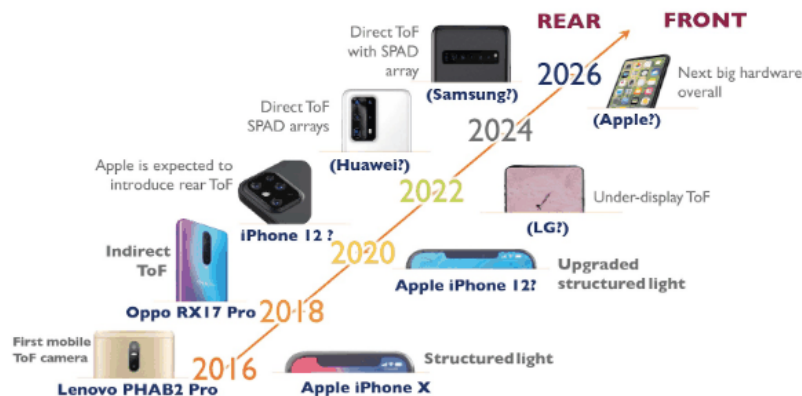 REAR
FRONT
Direct ToF
with SPAD
array
(Samsung?)
2026
Next big hardware
overall
(Apple?)
Direct ToF
SPAD arrays
(Huawei?)
2024
Apple is expected to
introduce rear ToF
iPhone 12 ?
2022
Under-display ToF
(LG?)
Indirect
ToF
Oppo RX17 Pro
2020
Apple iPhone 12?
Upgraded
structured light
2018
First mobile
ToF camera
Lenovo PHAB2 Pro
2016
Structured light
Apple iPhone X